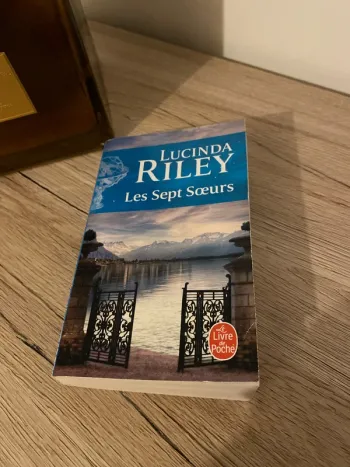 LUCINDA
RILEY
Les Sept Sœurs
Le Livre
de
Poche